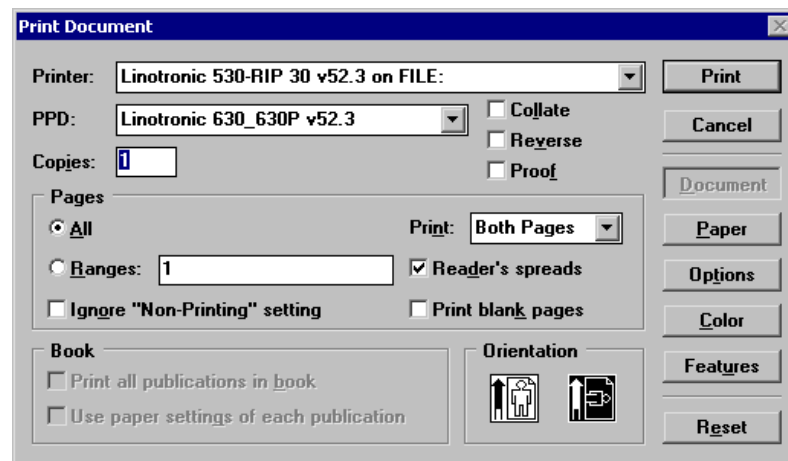 Print Document
Printer: Linotronic 530-RIP 30 v52.3 on FILE: Print
PPD: Linotronic 630_630P v52.3 Collate Cancel
Reverse
Copies: 1 Proof
Document
Pages
All Print: Both Pages Paper
Ranges: 1 Reader's spreads Options
Ignore "Non-Printing" setting Print blank pages Color
Book Orientation Features
Print all publications in book
Use paper settings of each publication Reset